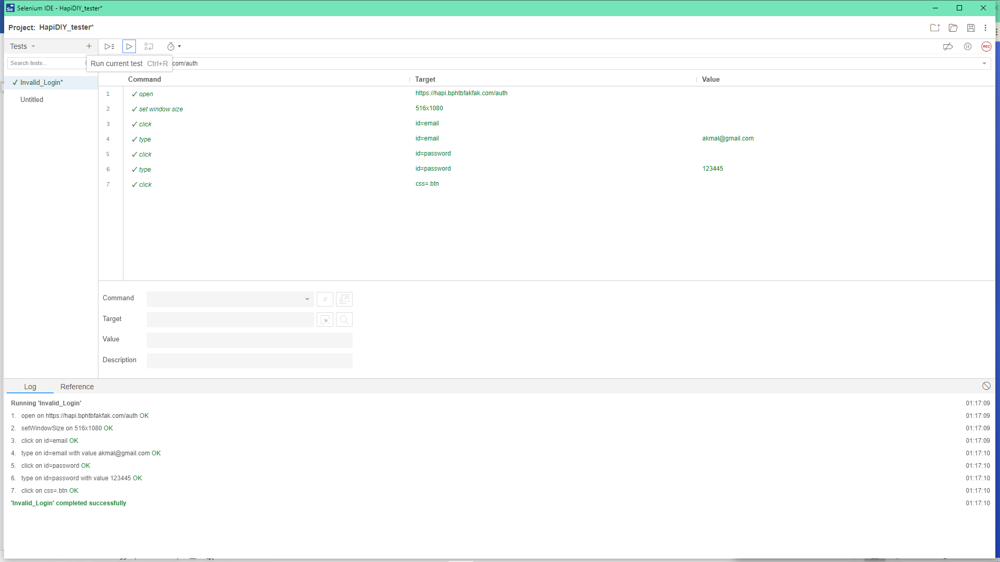 Selenium IDE - HapiDIY_tester*
Project: HapiDIY_tester*
Tests
Search tests...
Run current test Ctrl+R
com/auth
REC
Command Target Value
✓ Invalid_Login*
Untitled
1 ✓ open https://hapi.bphtbfakfak.com/auth
2 ✓ set window size 516x1080
3 ✓ click id=email
4 ✓ type id=email akmal@gmail.com
5 ✓ click id=password
6 ✓ type id=password 123445
7 ✓ click css=.btn
Command //
Target
Value
Description
Log Reference
Running 'Invalid_Login' 01:17:09
1. open on https://hapi.bphtbfakfak.com/auth OK 01:17:09
2. setWindowSize on 516x1080 OK 01:17:09
3. click on id=email OK 01:17:09
4. type on id=email with value akmal@gmail.com OK 01:17:10
5. click on id=password OK 01:17:10
6. type on id=password with value 123445 OK 01:17:10
7. click on css=.btn OK 01:17:10
'Invalid_Login' completed successfully 01:17:10